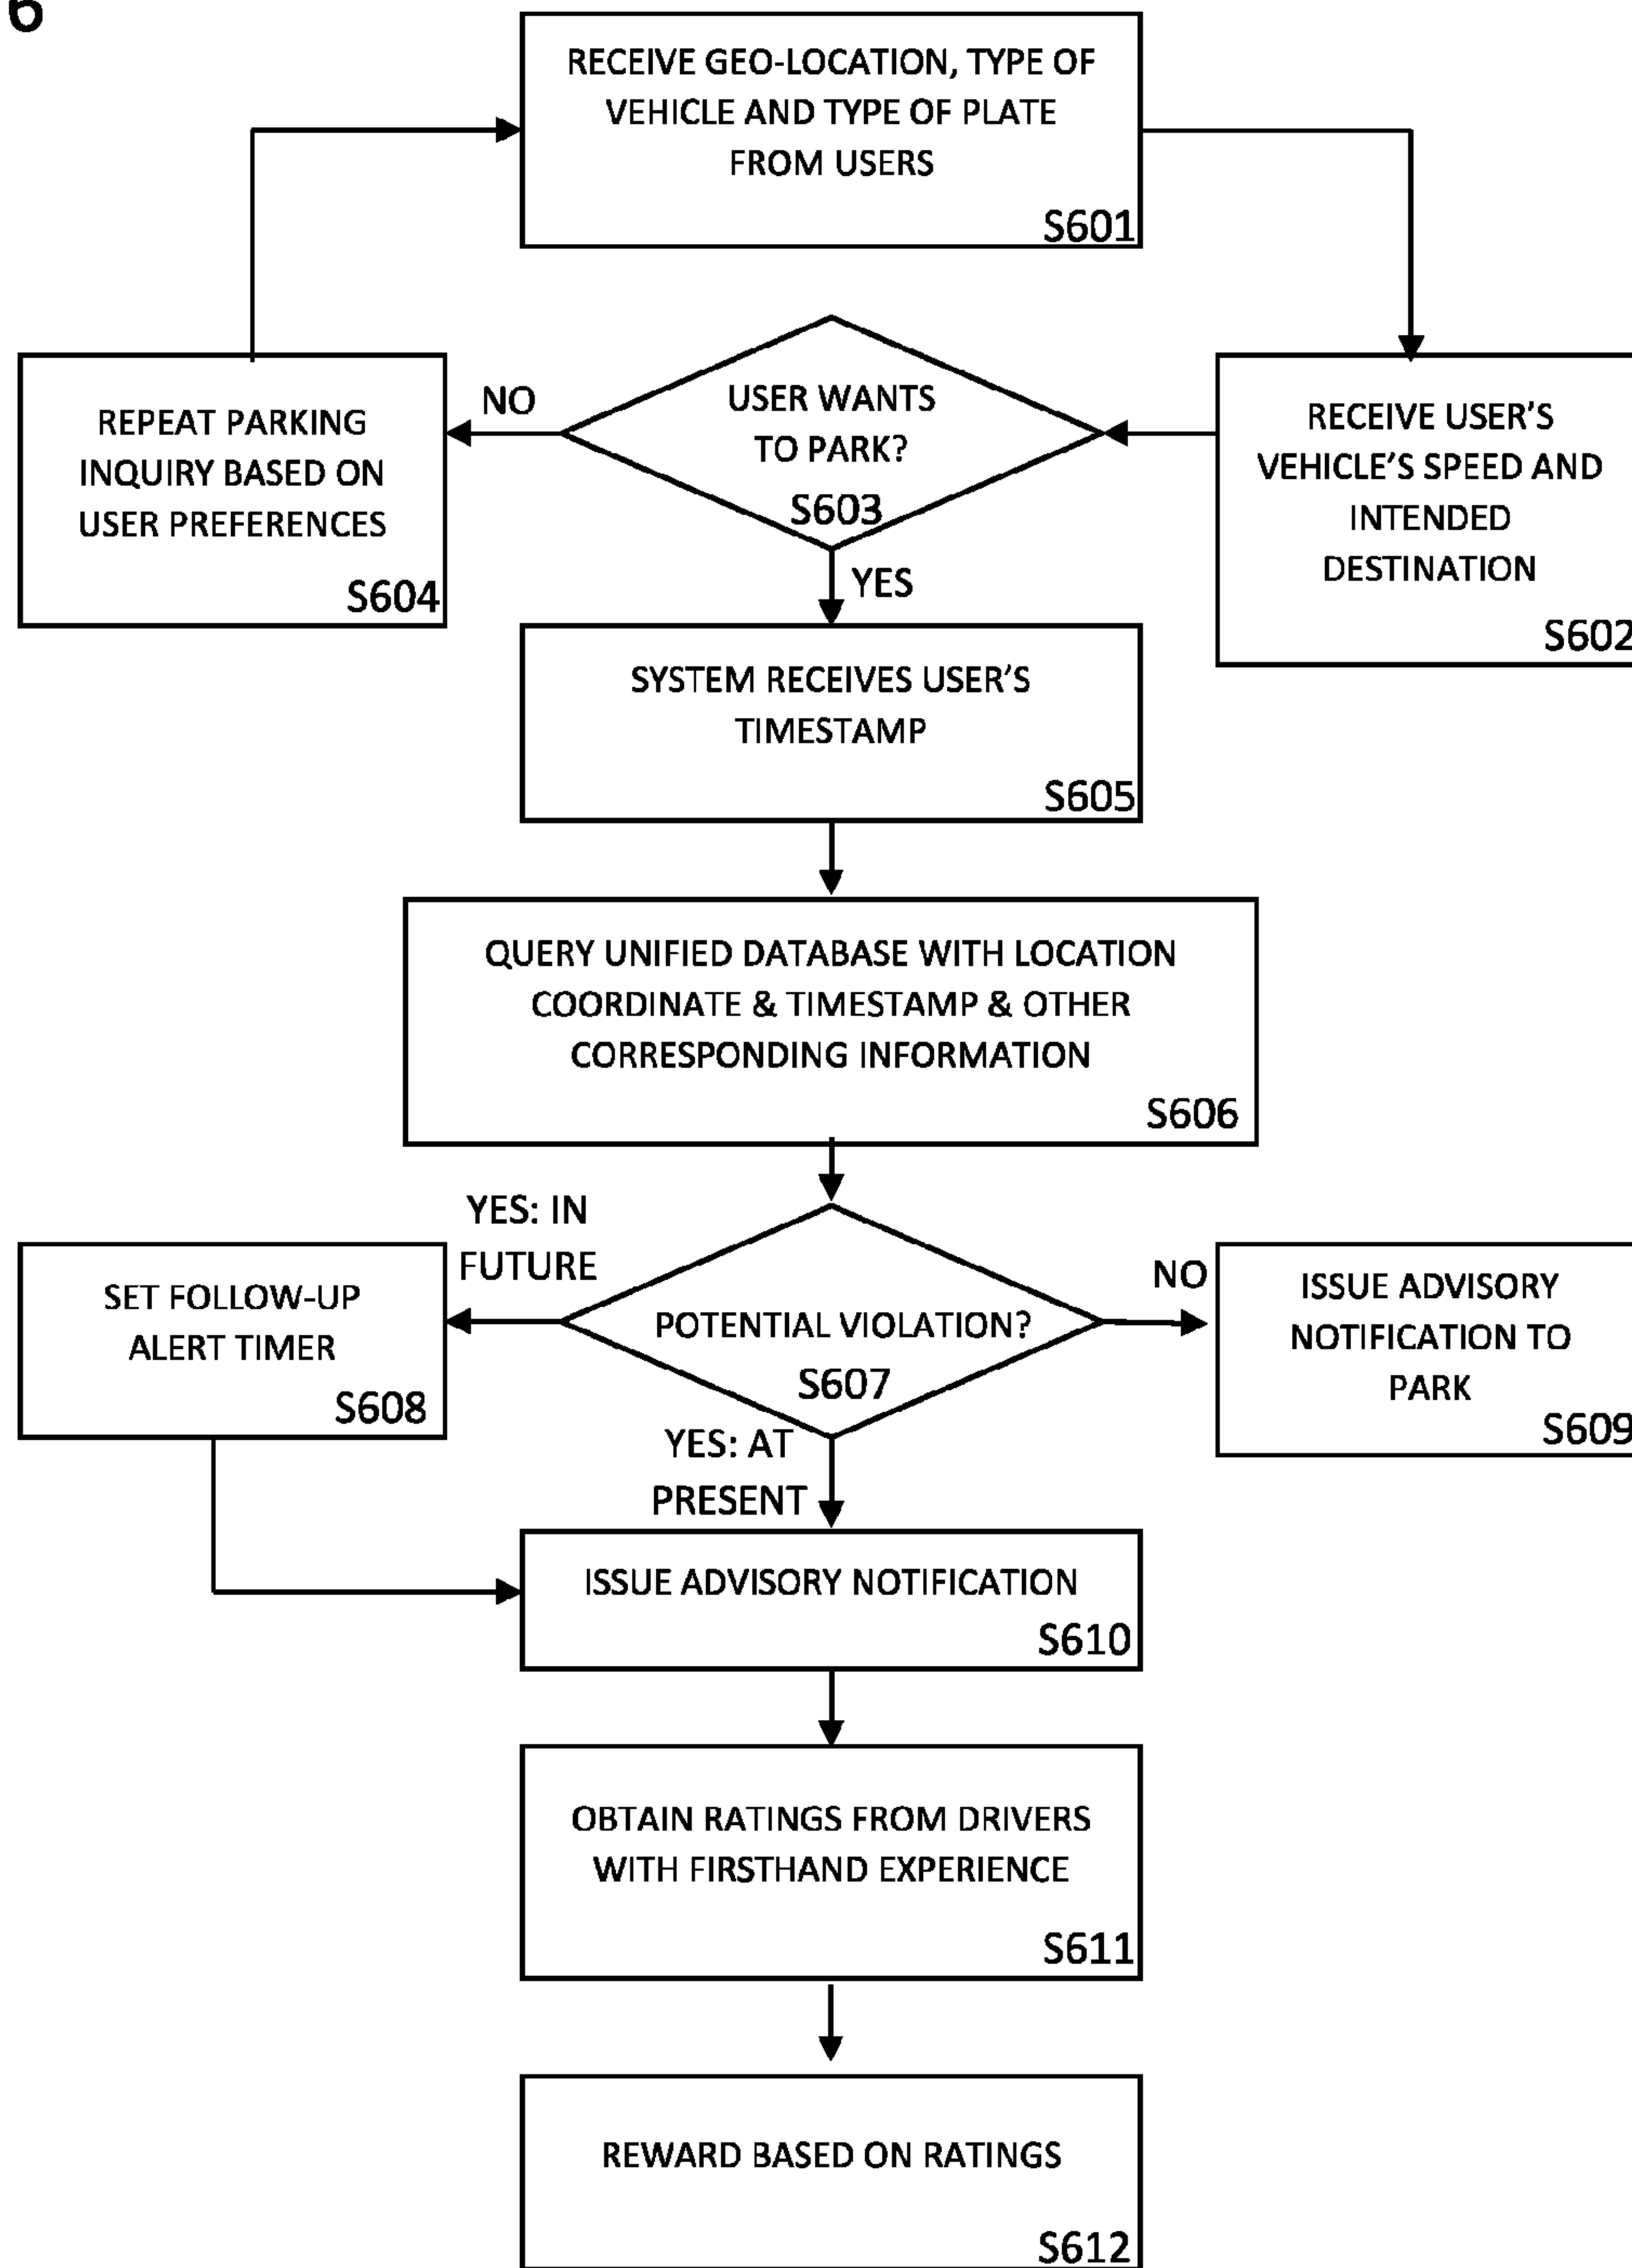 6
RECEIVE GEO-LOCATION, TYPE OF
VEHICLE AND TYPE OF PLATE
FROM USERS
S601
REPEAT PARKING
INQUIRY BASED ON
USER PREFERENCES
S604
NO
USER WANTS
TO PARK?
S603
YES
RECEIVE USER'S
VEHICLE'S SPEED AND
INTENDED
DESTINATION
S602
SYSTEM RECEIVES USER'S
TIMESTAMP
S605
QUERY UNIFIED DATABASE WITH LOCATION
COORDINATE & TIMESTAMP & OTHER
CORRESPONDING INFORMATION
S606
YES: IN
FUTURE
SET FOLLOW-UP
ALERT TIMER
S608
POTENTIAL VIOLATION?
S607
NO
ISSUE ADVISORY
NOTIFICATION TO
PARK
S609
YES: AT
PRESENT
ISSUE ADVISORY NOTIFICATION
S610
OBTAIN RATINGS FROM DRIVERS
WITH FIRSTHAND EXPERIENCE
S611
REWARD BASED ON RATINGS
S612